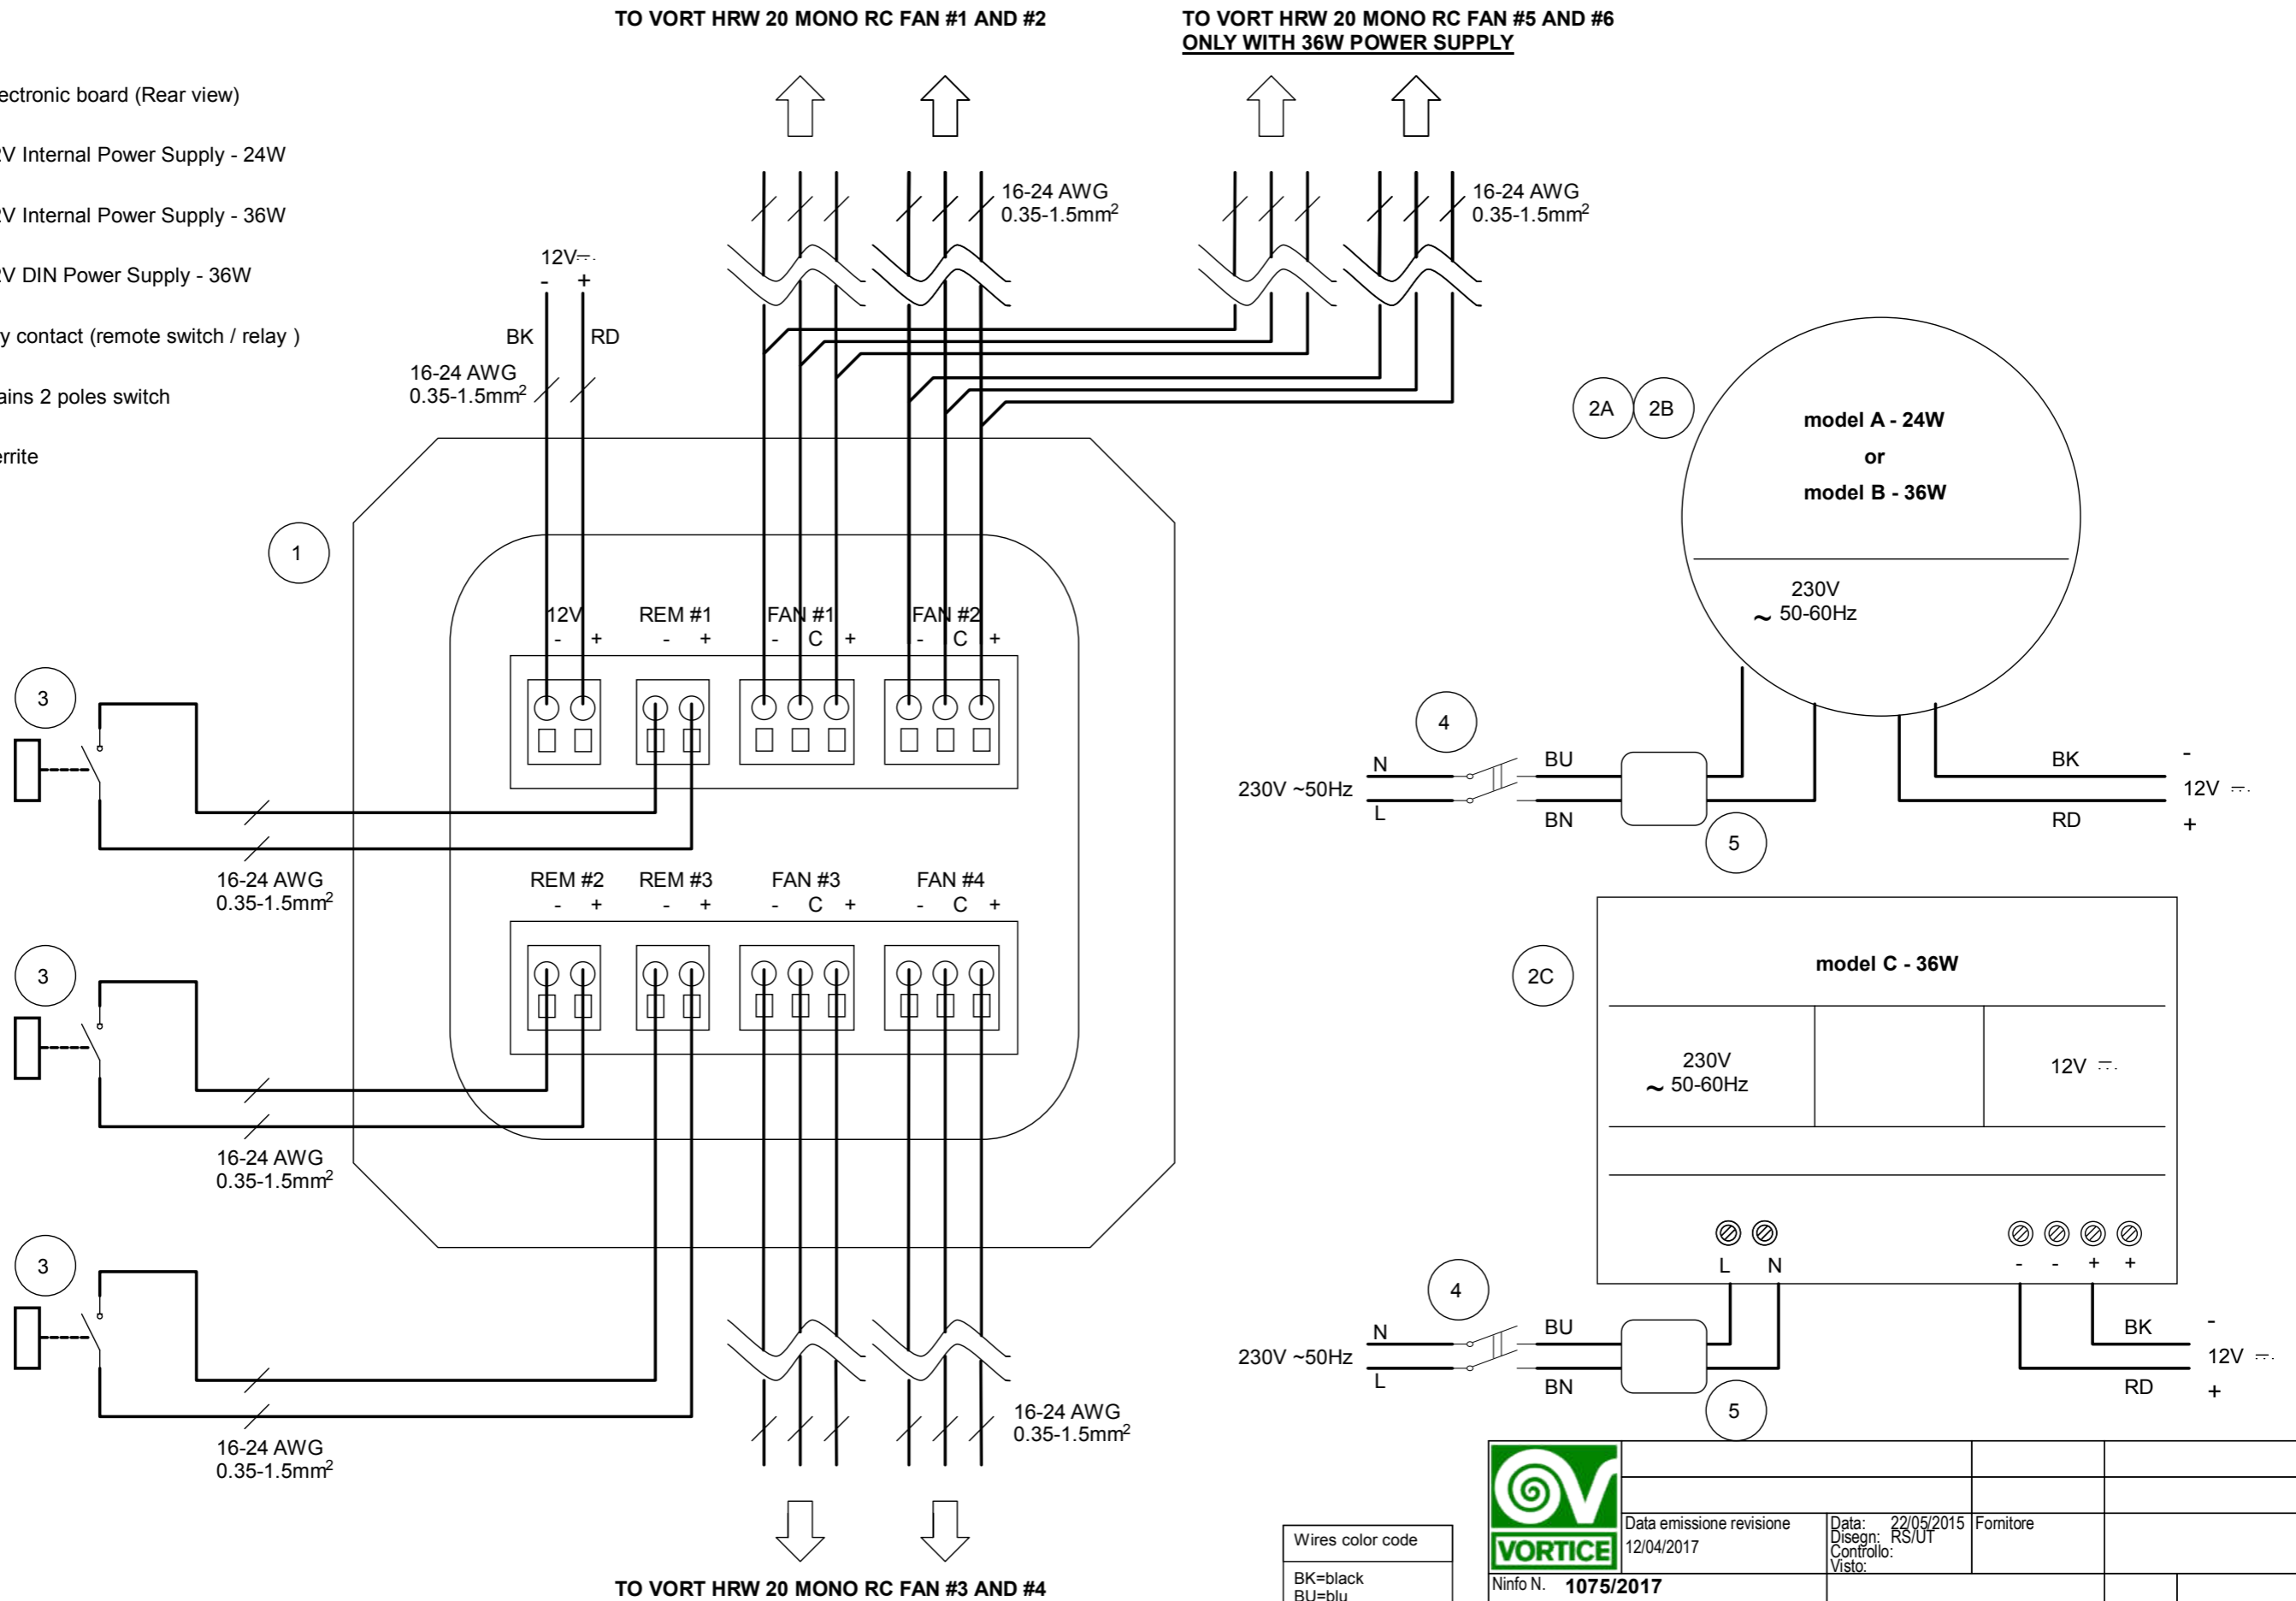 TO VORT HRW 20 MONO RC FAN #1 AND #2
TO VORT HRW 20 MONO RC FAN #5 AND #6
ONLY WITH 36W POWER SUPPLY
ectronic board (Rear view)
V Internal Power Supply - 24W
V Internal Power Supply - 36W
V DIN Power Supply - 36W
y contact (remote switch / relay )
ains 2 poles switch
errite
16-24 AWG
0.35-1.5mm²
16-24 AWG
0.35-1.5mm²
12V
- +
BK RD
16-24 AWG
0.35-1.5mm²
1
12V
- +
REM #1
- +
FAN #1
- C +
FAN #2
- C +
3
16-24 AWG
0.35-1.5mm²
REM #2
- +
REM #3
- +
FAN #3
- C +
FAN #4
- C +
3
16-24 AWG
0.35-1.5mm²
3
16-24 AWG
0.35-1.5mm²
16-24 AWG
0.35-1.5mm²
TO VORT HRW 20 MONO RC FAN #3 AND #4
2A 2B
model A - 24W
or
model B - 36W
230V
~ 50-60Hz
4
230V ~50Hz
N
L
BU
BN
5
BK
RD
-
12V
+
2C
model C - 36W
230V
~ 50-60Hz
12V
L N
- - + +
4
230V ~50Hz
N
L
BU
BN
5
BK
RD
-
12V
+
Wires color code
BK=black
BU=blu
VORTICE
Data emissione revisione
12/04/2017
Data: 22/05/2015
Disegn: RS/UT
Controllo:
Visto:
Fornitore
Ninfo N. 1075/2017